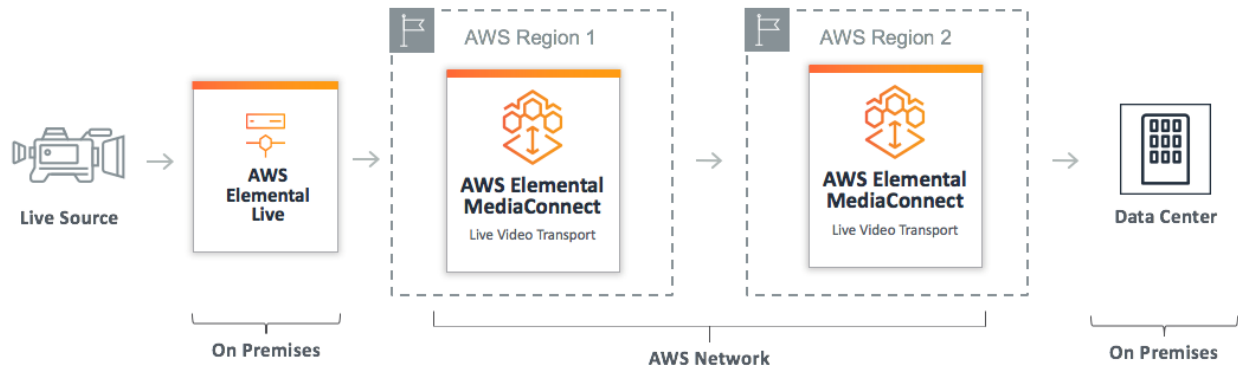 AWS Region 1
AWS Region 2
Live Source
AWS
Elemental
Live
AWS Elemental
MediaConnect
Live Video Transport
AWS Elemental
MediaConnect
Live Video Transport
Data Center
On Premises
AWS Network
On Premises